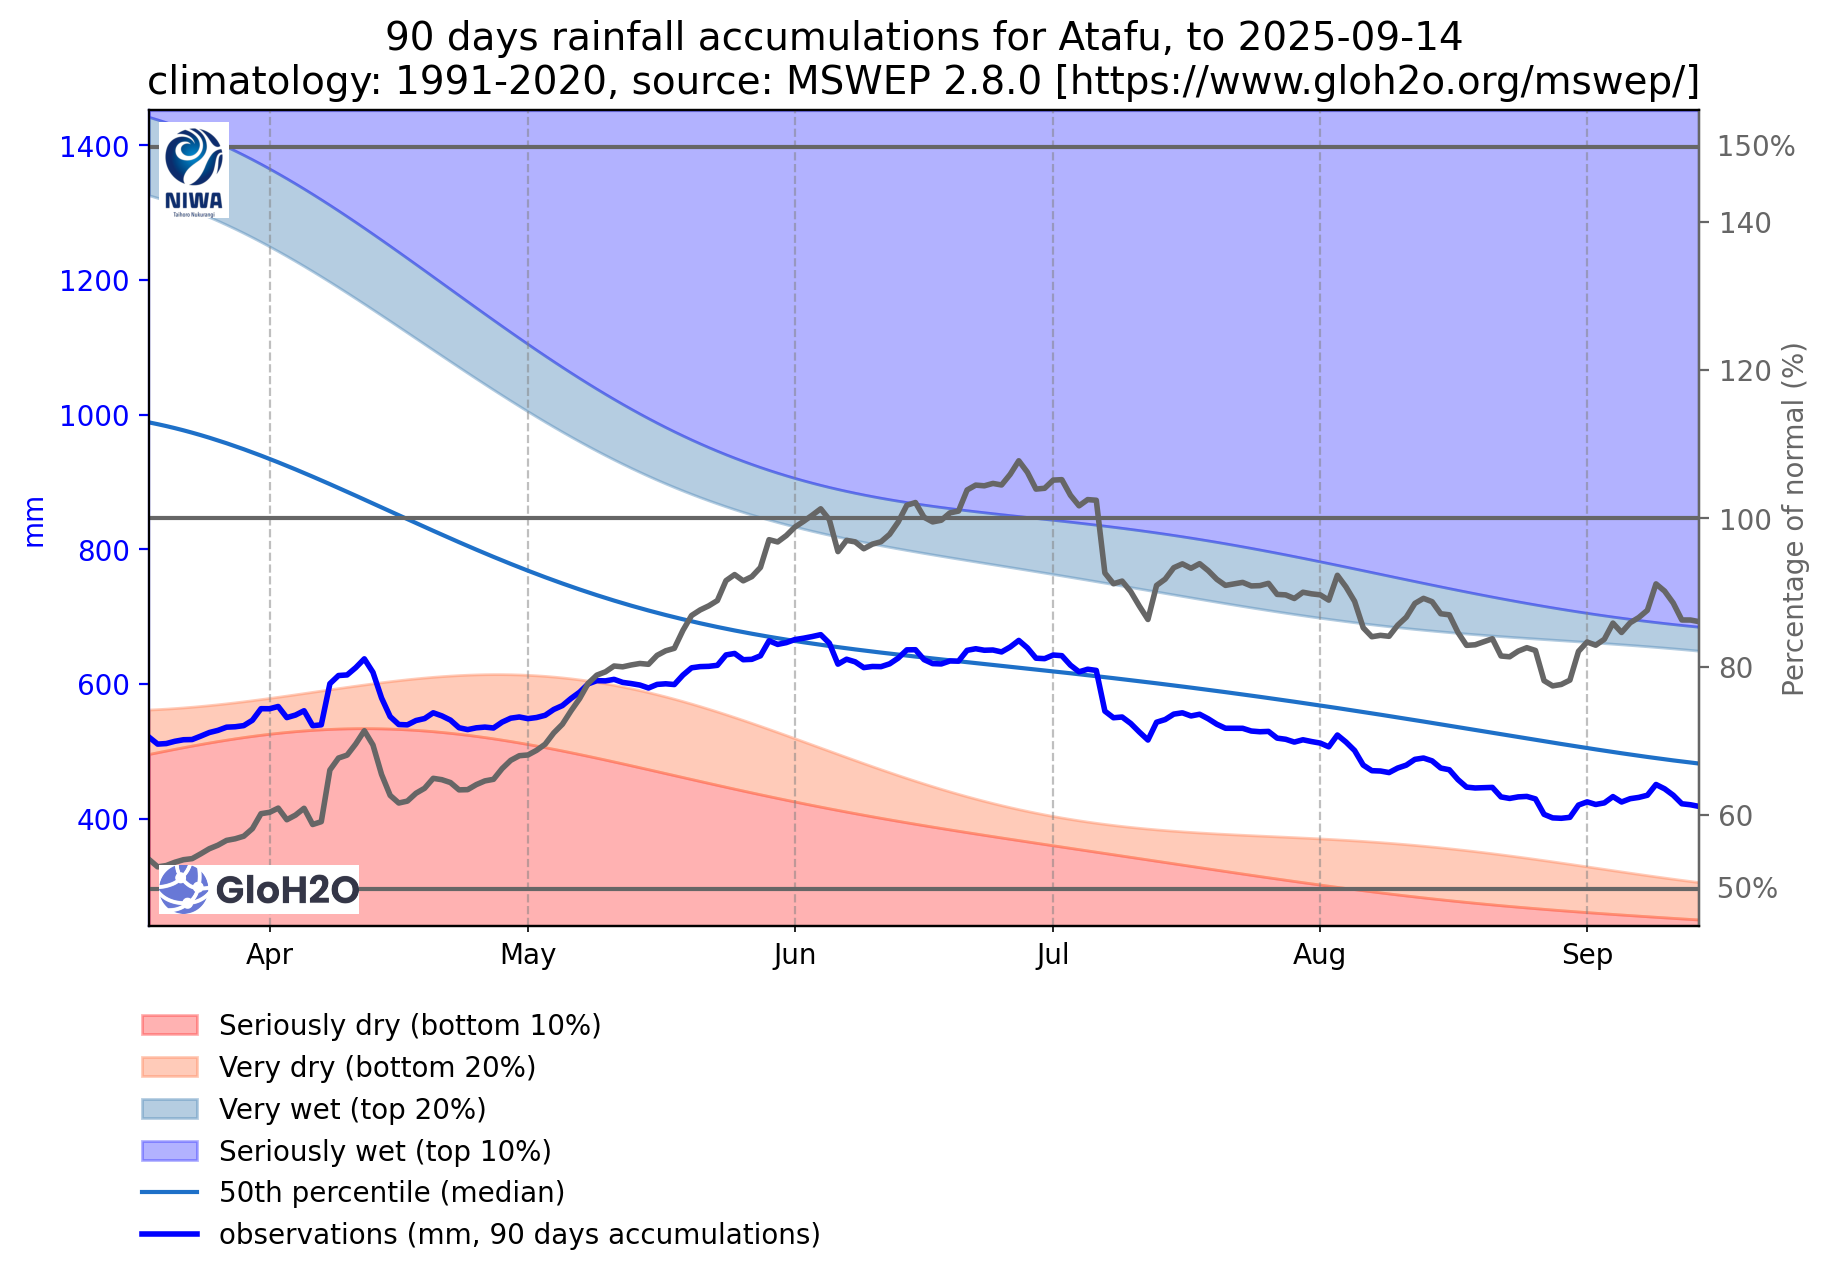 90 days rainfall accumulations for Atafu, to 2025-09-14
climatology: 1991-2020, source: MSWEP 2.8.0 [https://www.gloh2o.org/mswep/]
1400
1200
1000
800
600
400
mm
150%
140
120
100
80
60
50%
Percentage of normal (%)
NIWA
Taihoro Nukurangi
GloH2O
Apr
May
Jun
Jul
Aug
Sep
Seriously dry (bottom 10%)
Very dry (bottom 20%)
Very wet (top 20%)
Seriously wet (top 10%)
50th percentile (median)
observations (mm, 90 days accumulations)